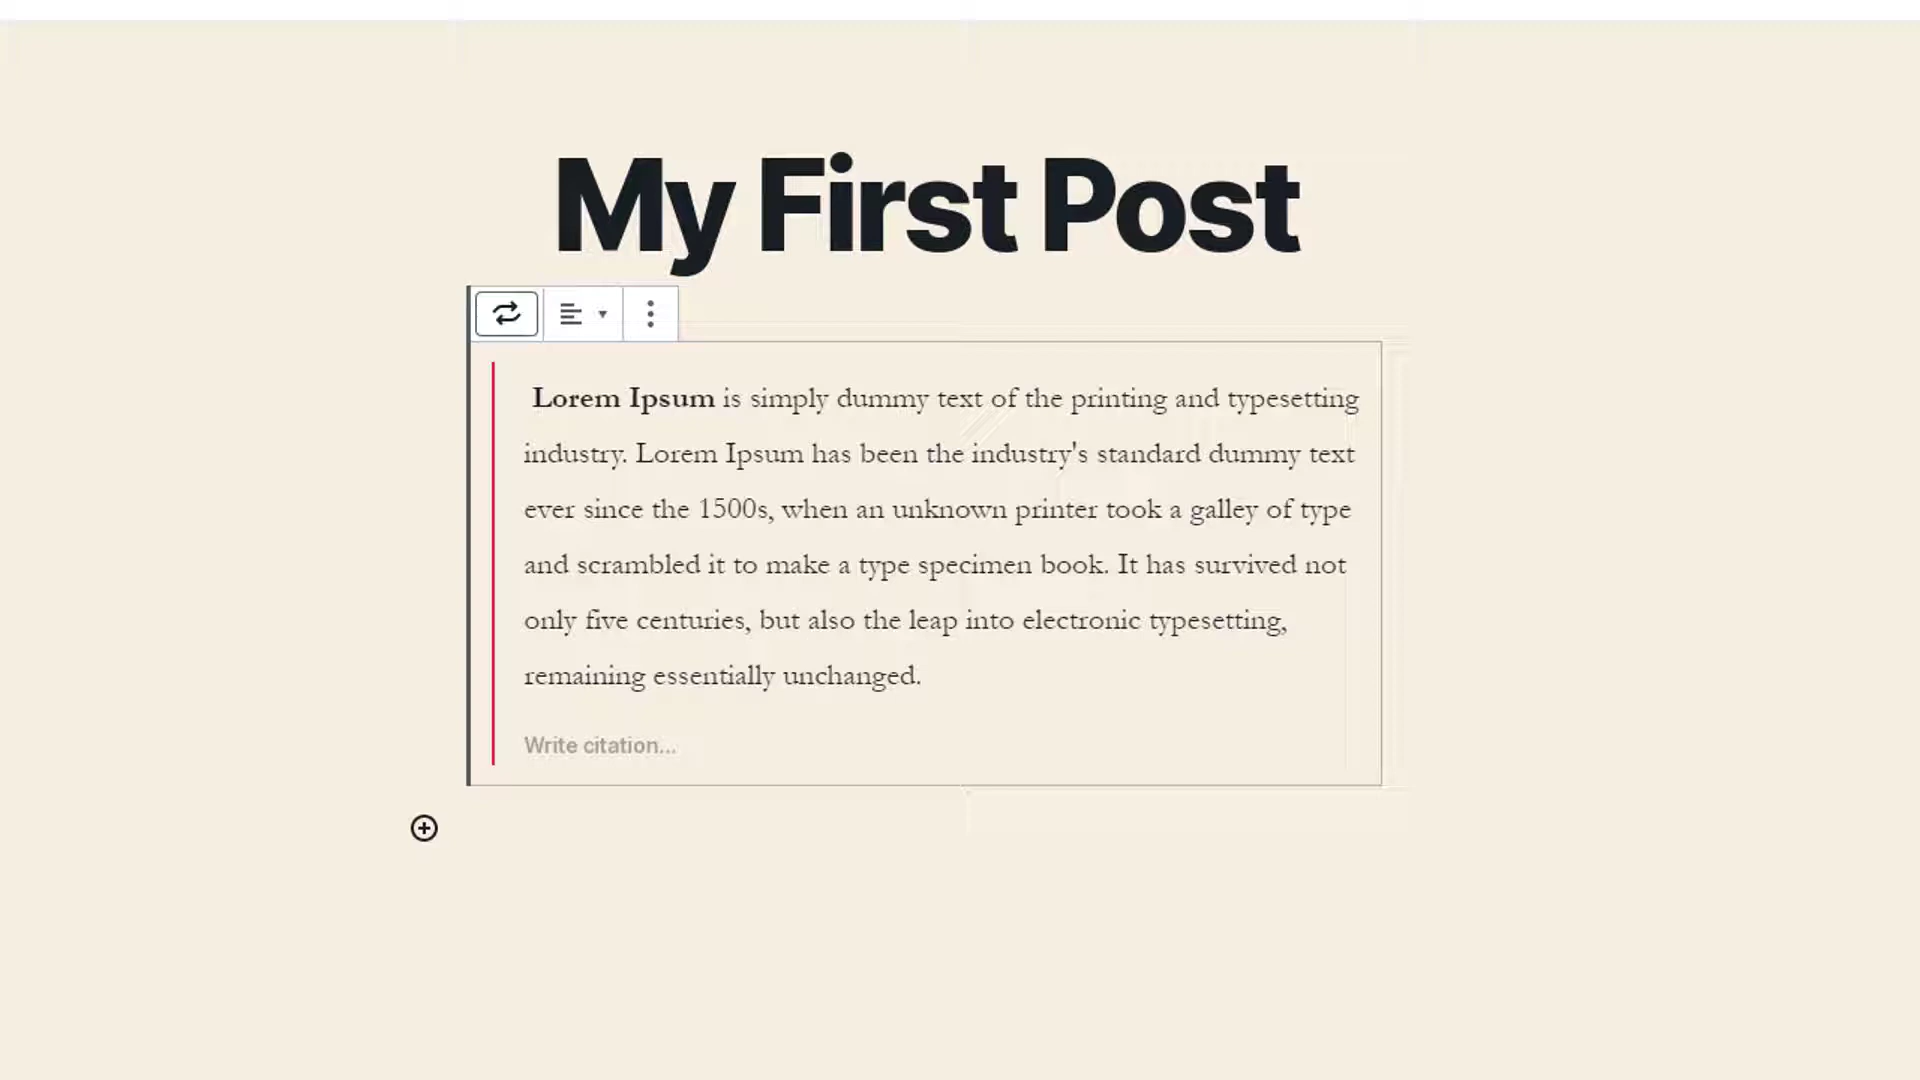 My First Post
Lorem Ipsum is simply dummy text of the printing and typesetting
industry. Lorem Ipsum has been the industry's standard dummy text
ever since the 1500s, when an unknown printer took a galley of type
and scrambled it to make a type specimen book. It has survived not
only five centuries, but also the leap into electronic typesetting,
remaining essentially unchanged.
Write citation...